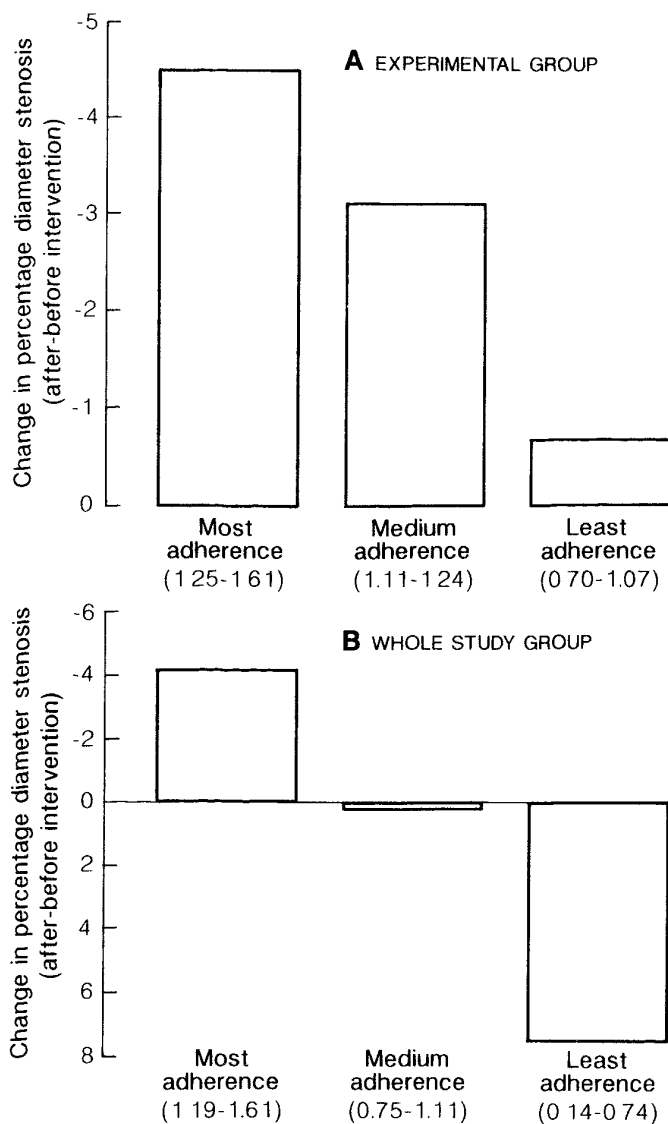 -5
-4
-3
-2
-1
0
Change in percentage diameter stenosis
(after-before intervention)
A EXPERIMENTAL GROUP
Most
adherence
(1 25-1 61)
Medium
adherence
(1.11-1 24)
Least
adherence
(0 70-1.07)
-6
-4
-2
0
2
4
6
8
Change in percentage diameter stenosis
(after-before intervention)
B WHOLE STUDY GROUP
Most
adherence
(1 19-1.61)
Medium
adherence
(0.75-1.11)
Least
adherence
(0 14-0 74)